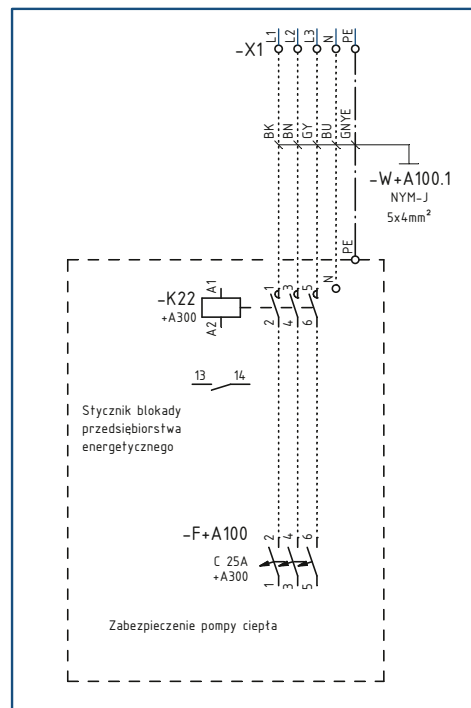 -X1 L1 L2 L3 N PE
BK BN GY BU GNYE
-W+A100.1
NYM-J
5x4mm²
PE
N
-K22 A1 1 3 5
+A300 A2 2 4 6
13 14
Stycznik blokady
przedsiębiorstwa
energetycznego
-F+A100 2 4 6
C 25A
+A300 1 3 5
Zabezpieczenie pompy ciepła